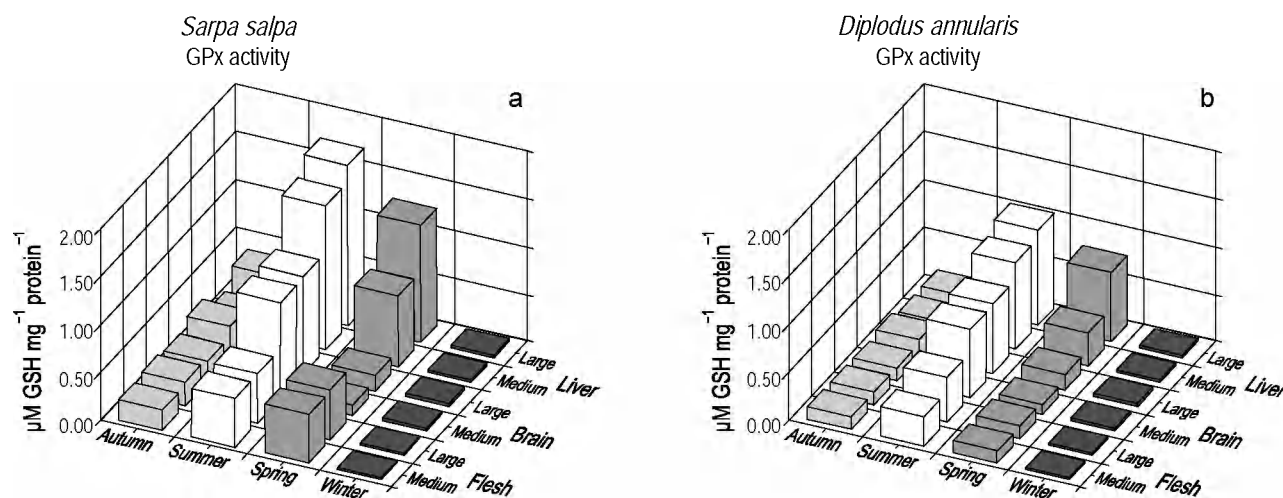 Sarpa salpa
GPx activity
a
µM GSH mg⁻¹ protein⁻¹
2.00
1.50
1.00
0.50
0.00
Autumn
Summer
Spring
Winter
Large
Medium
Liver
Large
Medium
Brain
Large
Medium
Flesh
Diplodus annularis
GPx activity
b
µM GSH mg⁻¹ protein⁻¹
2.00
1.50
1.00
0.50
0.00
Autumn
Summer
Spring
Winter
Large
Medium
Liver
Large
Medium
Brain
Large
Medium
Flesh